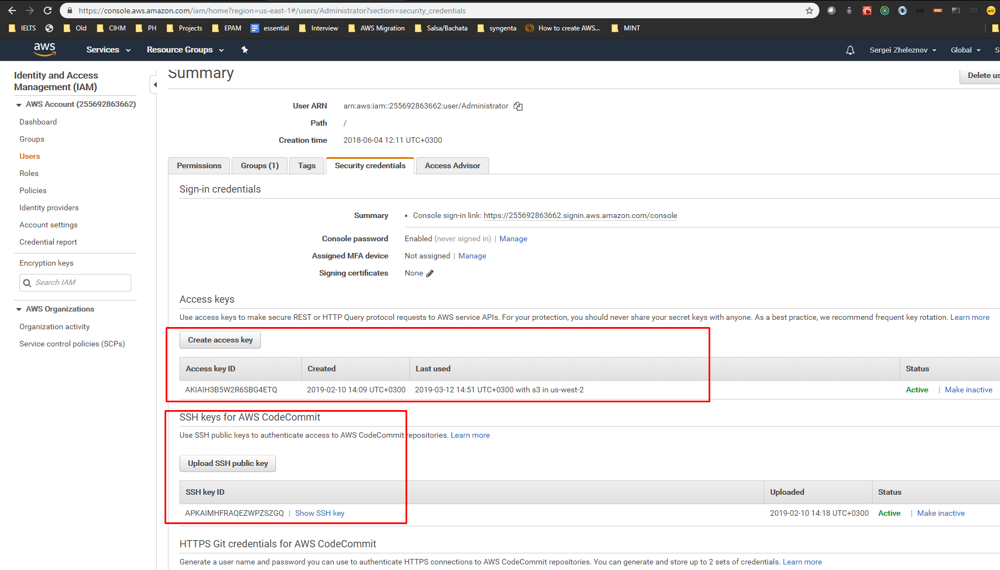 https://console.aws.amazon.com/iam/home?region=us-east-1#/users/Administrator?section=security_credentials
IELTS Old CIHM PH Projects EPAM essential Interview AWS Migration Salsa/Bachata syngenta How to create AWS... MINT
aws Services Resource Groups Sergei Zheleznov Global S
Identity and Access
Management (IAM)
AWS Account (255692863662)
Dashboard
Groups
Users
Roles
Policies
Identity providers
Account settings
Credential report
Encryption keys
Search IAM
AWS Organizations
Organization activity
Service control policies (SCPs)
Summary
Delete us
User ARN arn:aws:iam::255692863662:user/Administrator
Path /
Creation time 2018-06-04 12:11 UTC+0300
Permissions Groups (1) Tags Security credentials Access Advisor
Sign-in credentials
Summary • Console sign-in link: https://255692863662.signin.aws.amazon.com/console
Console password Enabled (never signed in) | Manage
Assigned MFA device Not assigned | Manage
Signing certificates None
Access keys
Use access keys to make secure REST or HTTP Query protocol requests to AWS service APIs. For your protection, you should never share your secret keys with anyone. As a best practice, we recommend frequent key rotation. Learn more
Create access key
Access key ID Created Last used Status
AKIAIH3B5W2R6SBG4ETQ 2019-02-10 14:09 UTC+0300 2019-03-12 14:51 UTC+0300 with s3 in us-west-2 Active | Make inactive
SSH keys for AWS CodeCommit
Use SSH public keys to authenticate access to AWS CodeCommit repositories. Learn more
Upload SSH public key
SSH key ID Uploaded Status
APKAIMHFRAQEZWPZSZGQ | Show SSH key 2019-02-10 14:18 UTC+0300 Active | Make inactive
HTTPS Git credentials for AWS CodeCommit
Generate a user name and password you can use to authenticate HTTPS connections to AWS CodeCommit repositories. You can generate and store up to 2 sets of credentials. Learn more